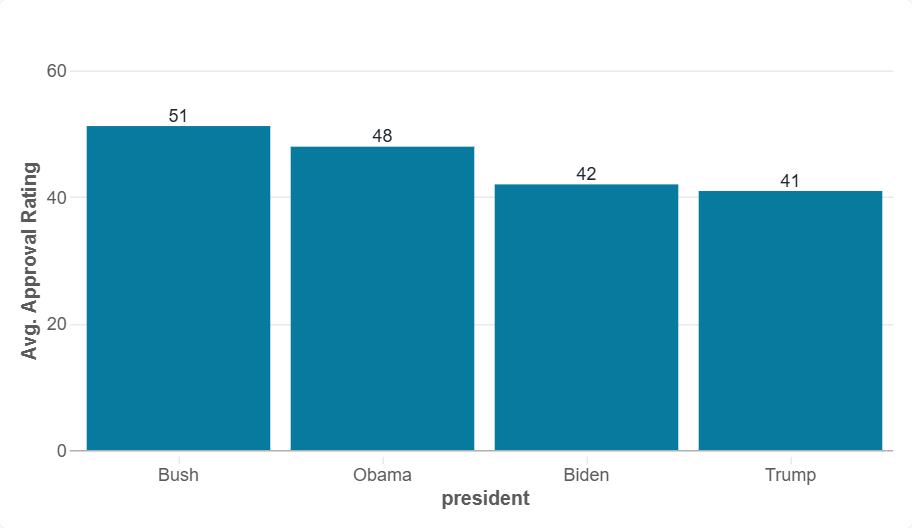 60
40
20
0
Avg. Approval Rating
51
48
42
41
Bush
Obama
Biden
Trump
president